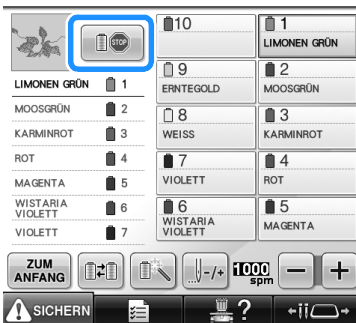 STOP
LIMONEN GRÜN 1
MOOSGRÜN 2
KARMINROT 3
ROT 4
MAGENTA 5
WISTARIA
VIOLETT 6
VIOLETT 7
10
1
LIMONEN GRÜN
9
ERNTEGOLD
2
MOOSGRÜN
8
WEISS
3
KARMINROT
7
VIOLETT
4
ROT
6
WISTARIA
VIOLETT
5
MAGENTA
ZUM
ANFANG
-/+
1000
spm
- +
SICHERN
?